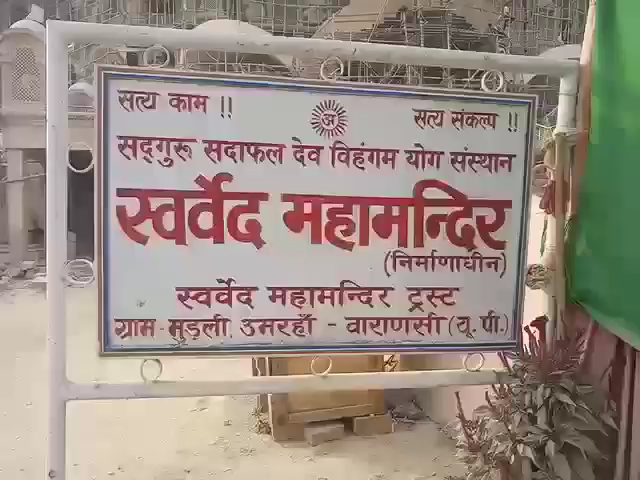 सत्य काम !!
अ
सत्य संकल्प !!
सद्गुरू सदाफल देव विहंगम योग संस्थान
स्वर्वेद महामन्दिर
(निर्माणाधीन)
स्वर्वेद महामन्दिर ट्रस्ट
ग्राम-मुड़ली, उमरहाँ - वाराणसी (यू.पी.)